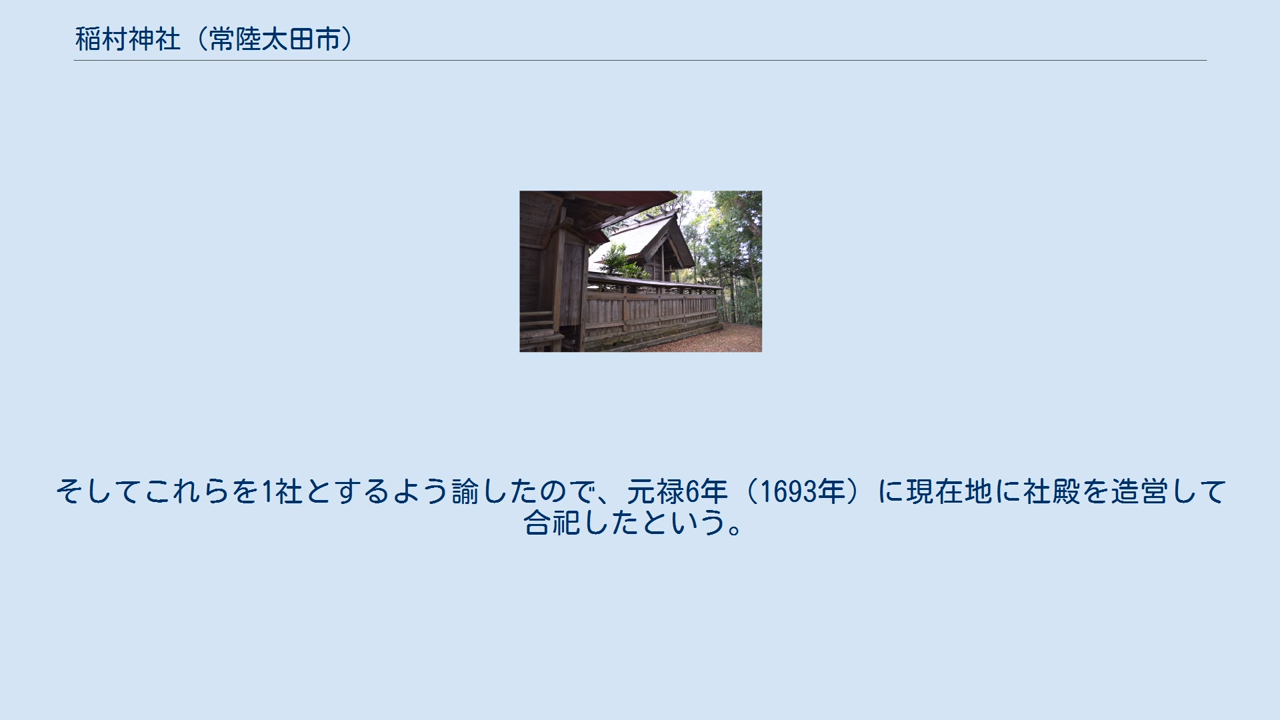 稲村神社（常陸太田市）
そしてこれらを1社とするよう諭したので、元禄6年（1693年）に現在地に社殿を造営して
合祀したという。